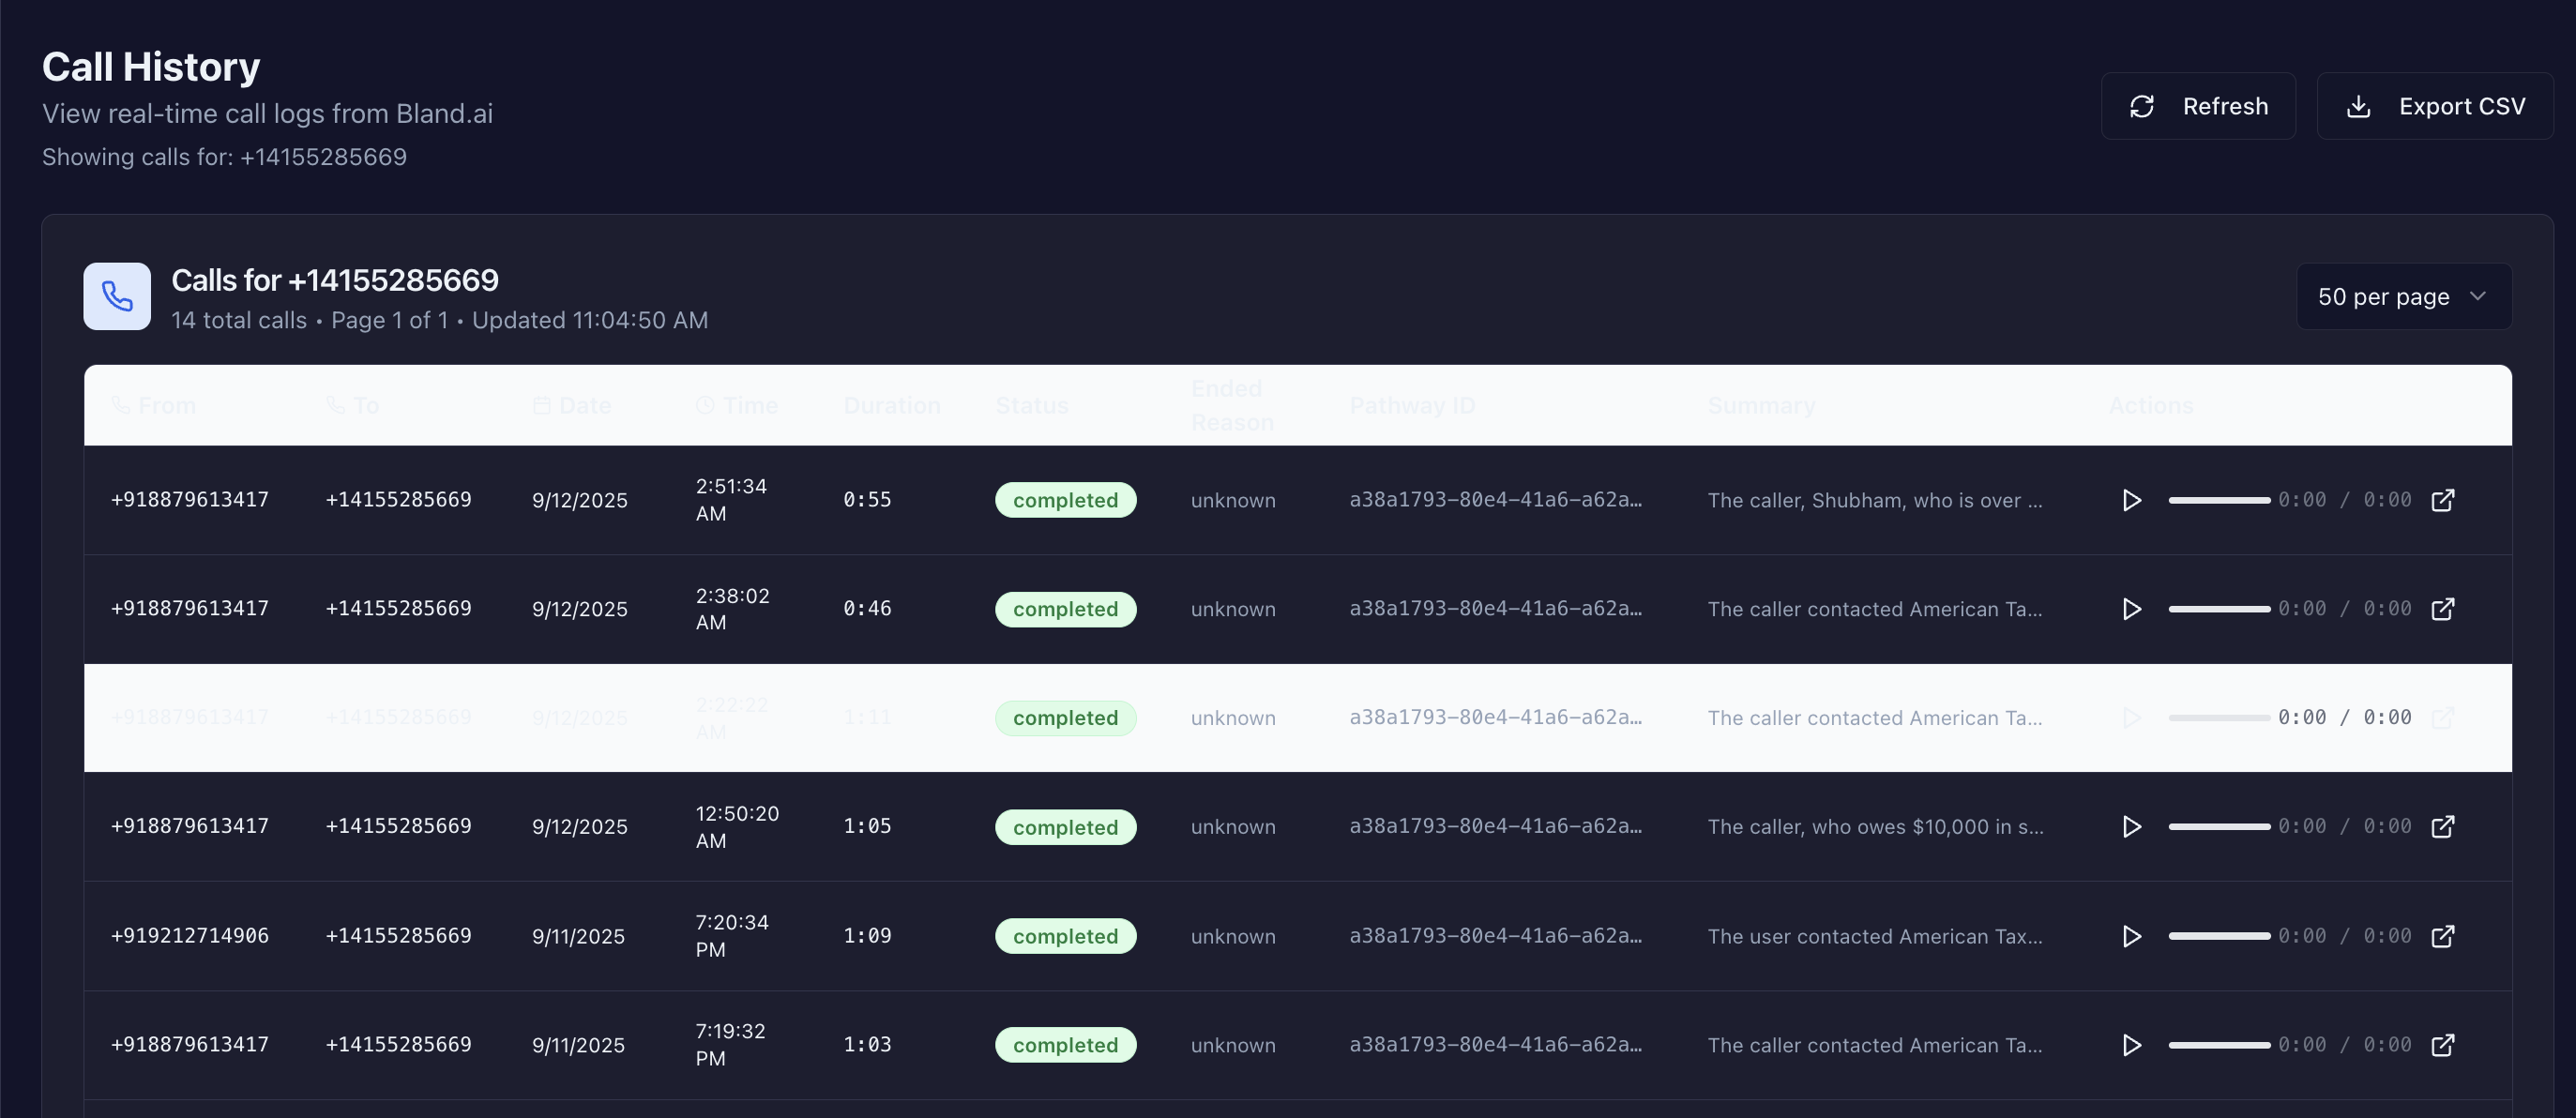 Call History
View real-time call logs from Bland.ai
Showing calls for: +14155285669
Refresh
Export CSV
Calls for +14155285669
14 total calls • Page 1 of 1 • Updated 11:04:50 AM
50 per page
From To Date Time Duration Status Ended Reason Pathway ID Summary Actions
+918879613417 +14155285669 9/12/2025 2:51:34 AM 0:55 completed unknown a38a1793-80e4-41a6-a62a… The caller, Shubham, who is over ... 0:00 / 0:00
+918879613417 +14155285669 9/12/2025 2:38:02 AM 0:46 completed unknown a38a1793-80e4-41a6-a62a… The caller contacted American Ta... 0:00 / 0:00
+918879613417 +14155285669 9/12/2025 2:22:22 AM 1:11 completed unknown a38a1793-80e4-41a6-a62a… The caller contacted American Ta... 0:00 / 0:00
+918879613417 +14155285669 9/12/2025 12:50:20 AM 1:05 completed unknown a38a1793-80e4-41a6-a62a… The caller, who owes $10,000 in s... 0:00 / 0:00
+919212714906 +14155285669 9/11/2025 7:20:34 PM 1:09 completed unknown a38a1793-80e4-41a6-a62a… The user contacted American Tax... 0:00 / 0:00
+918879613417 +14155285669 9/11/2025 7:19:32 PM 1:03 completed unknown a38a1793-80e4-41a6-a62a… The caller contacted American Ta... 0:00 / 0:00